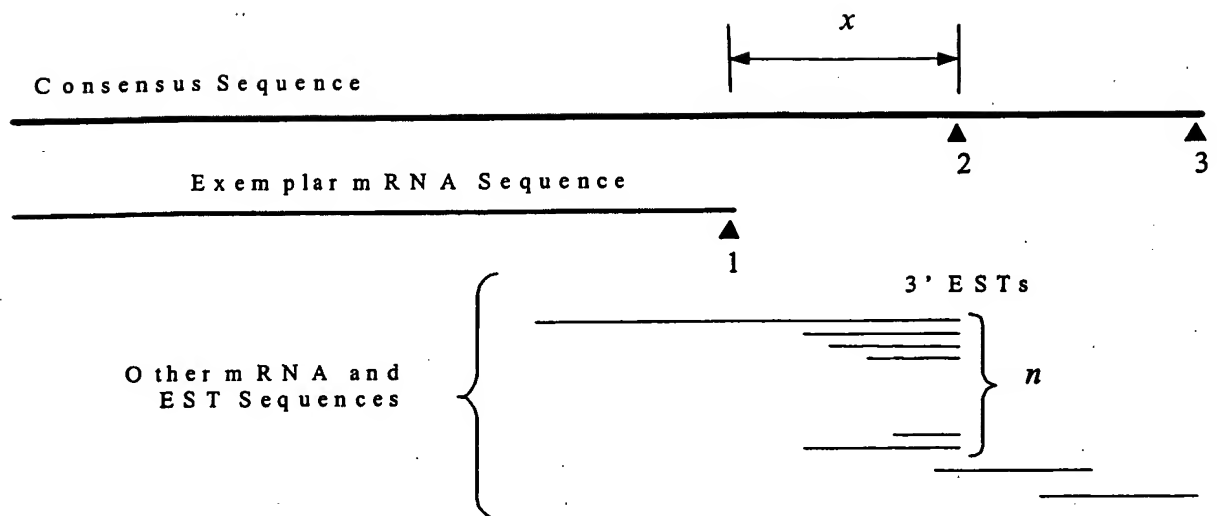 x
Consensus Sequence
2
3
Exemplar mRNA Sequence
1
3' ESTs
Other mRNA and
EST Sequences
n